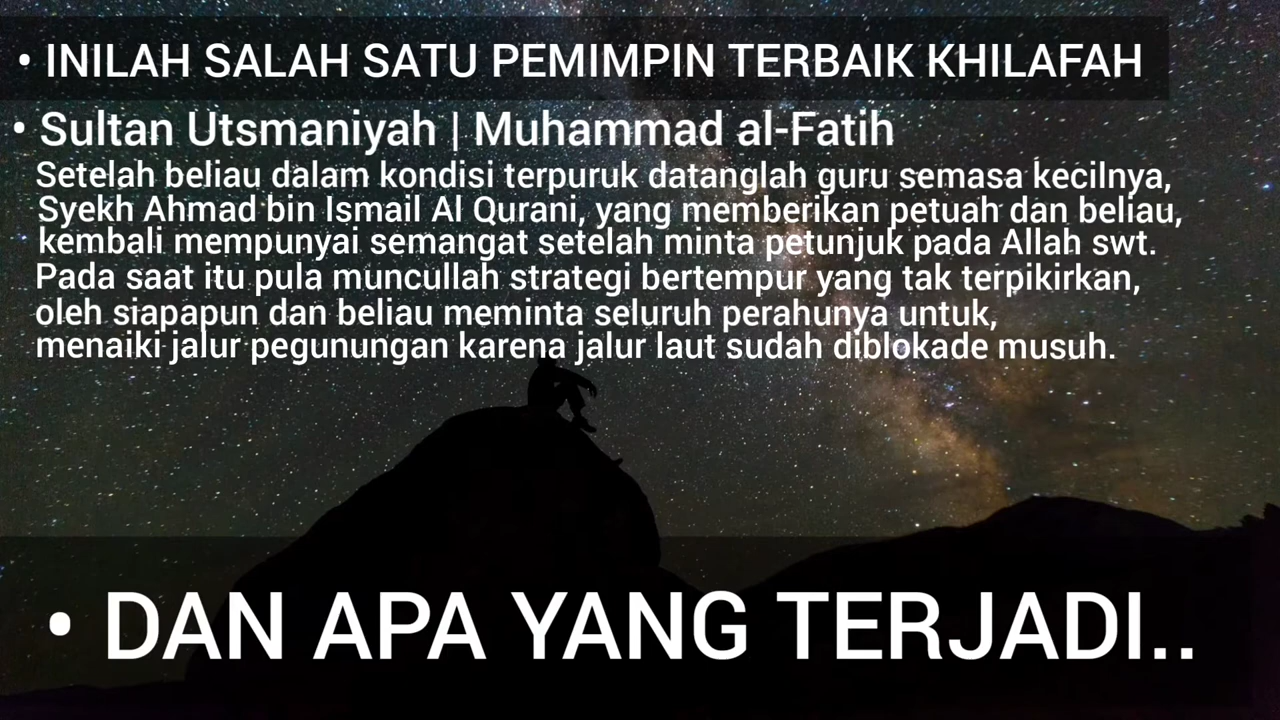 • INILAH SALAH SATU PEMIMPIN TERBAIK KHILAFAH
• Sultan Utsmaniyah | Muhammad al-Fatih
Setelah beliau dalam kondisi terpuruk datanglah guru semasa kecilnya,
Syekh Ahmad bin Ismail Al Qurani, yang memberikan petuah dan beliau,
kembali mempunyai semangat setelah minta petunjuk pada Allah swt.
Pada saat itu pula muncullah strategi bertempur yang tak terpikirkan,
oleh siapapun dan beliau meminta seluruh perahunya untuk,
menaiki jalur pegunungan karena jalur laut sudah diblokade musuh.
• DAN APA YANG TERJADI..